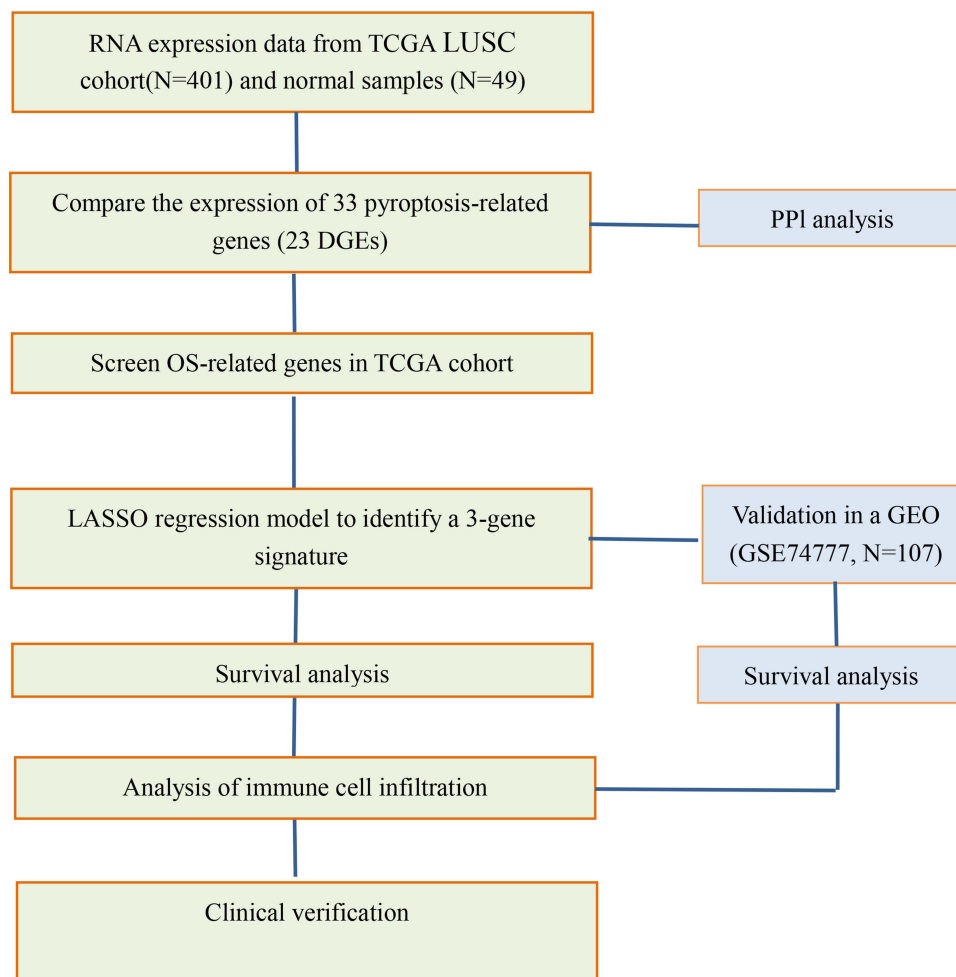 RNA expression data from TCGA LUSC
cohort(N=401) and normal samples (N=49)
Compare the expression of 33 pyroptosis-related
genes (23 DGEs)
PPl analysis
Screen OS-related genes in TCGA cohort
LASSO regression model to identify a 3-gene
signature
Validation in a GEO
(GSE74777, N=107)
Survival analysis
Survival analysis
Analysis of immune cell infiltration
Clinical verification